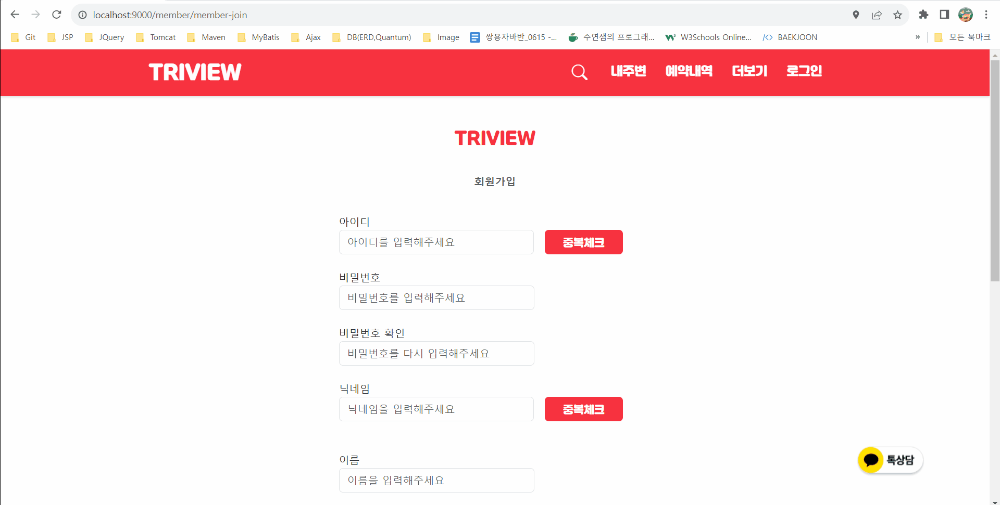 localhost:9000/member/member-join
Git JSP JQuery Tomcat Maven MyBatis Ajax DB(ERD,Quantum) Image 쌍용자바반_0615 -... 수연샘의 프로그래... W3Schools Online... BAEKJOON » 모든 북마크
TRIVIEW 내주변 예약내역 더보기 로그인
TRIVIEW
회원가입
아이디
아이디를 입력해주세요 중복체크
비밀번호
비밀번호를 입력해주세요
비밀번호 확인
비밀번호를 다시 입력해주세요
닉네임
닉네임을 입력해주세요 중복체크
이름
이름을 입력해주세요
톡상담